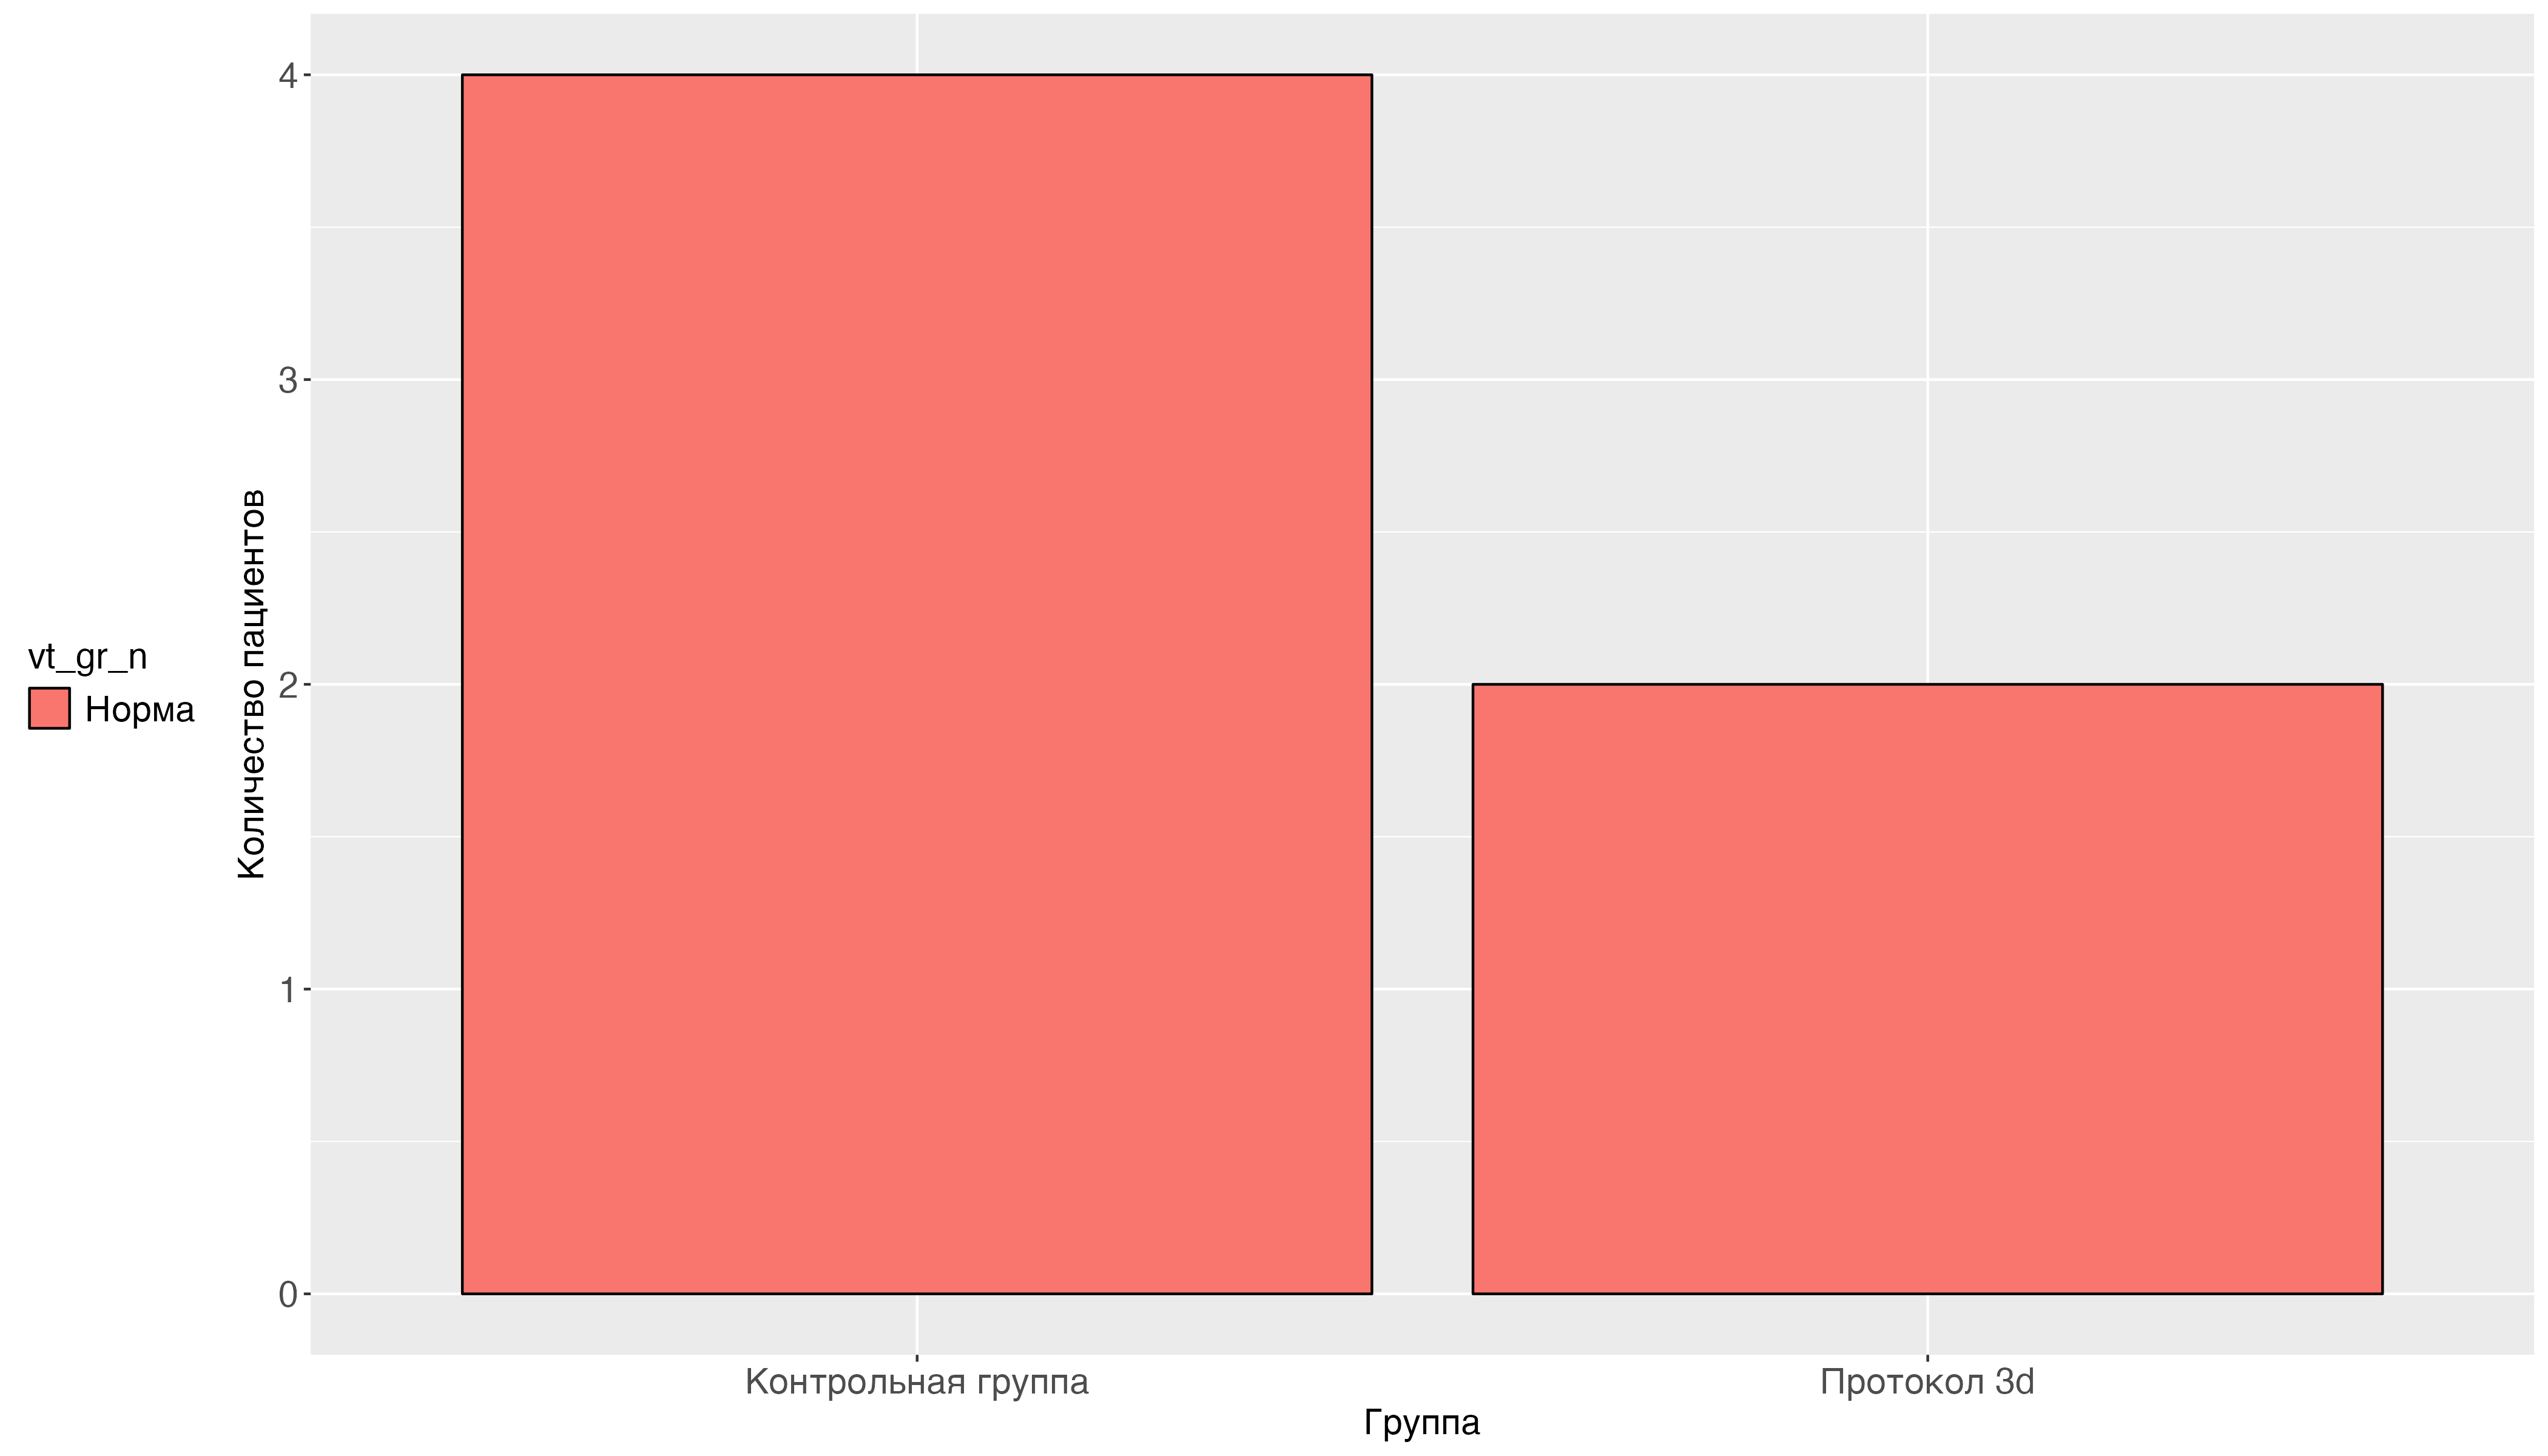 vt_gr_n
Норма
Количество пациентов
4
3
2
1
0
Контрольная группа
Протокол 3d
Группа